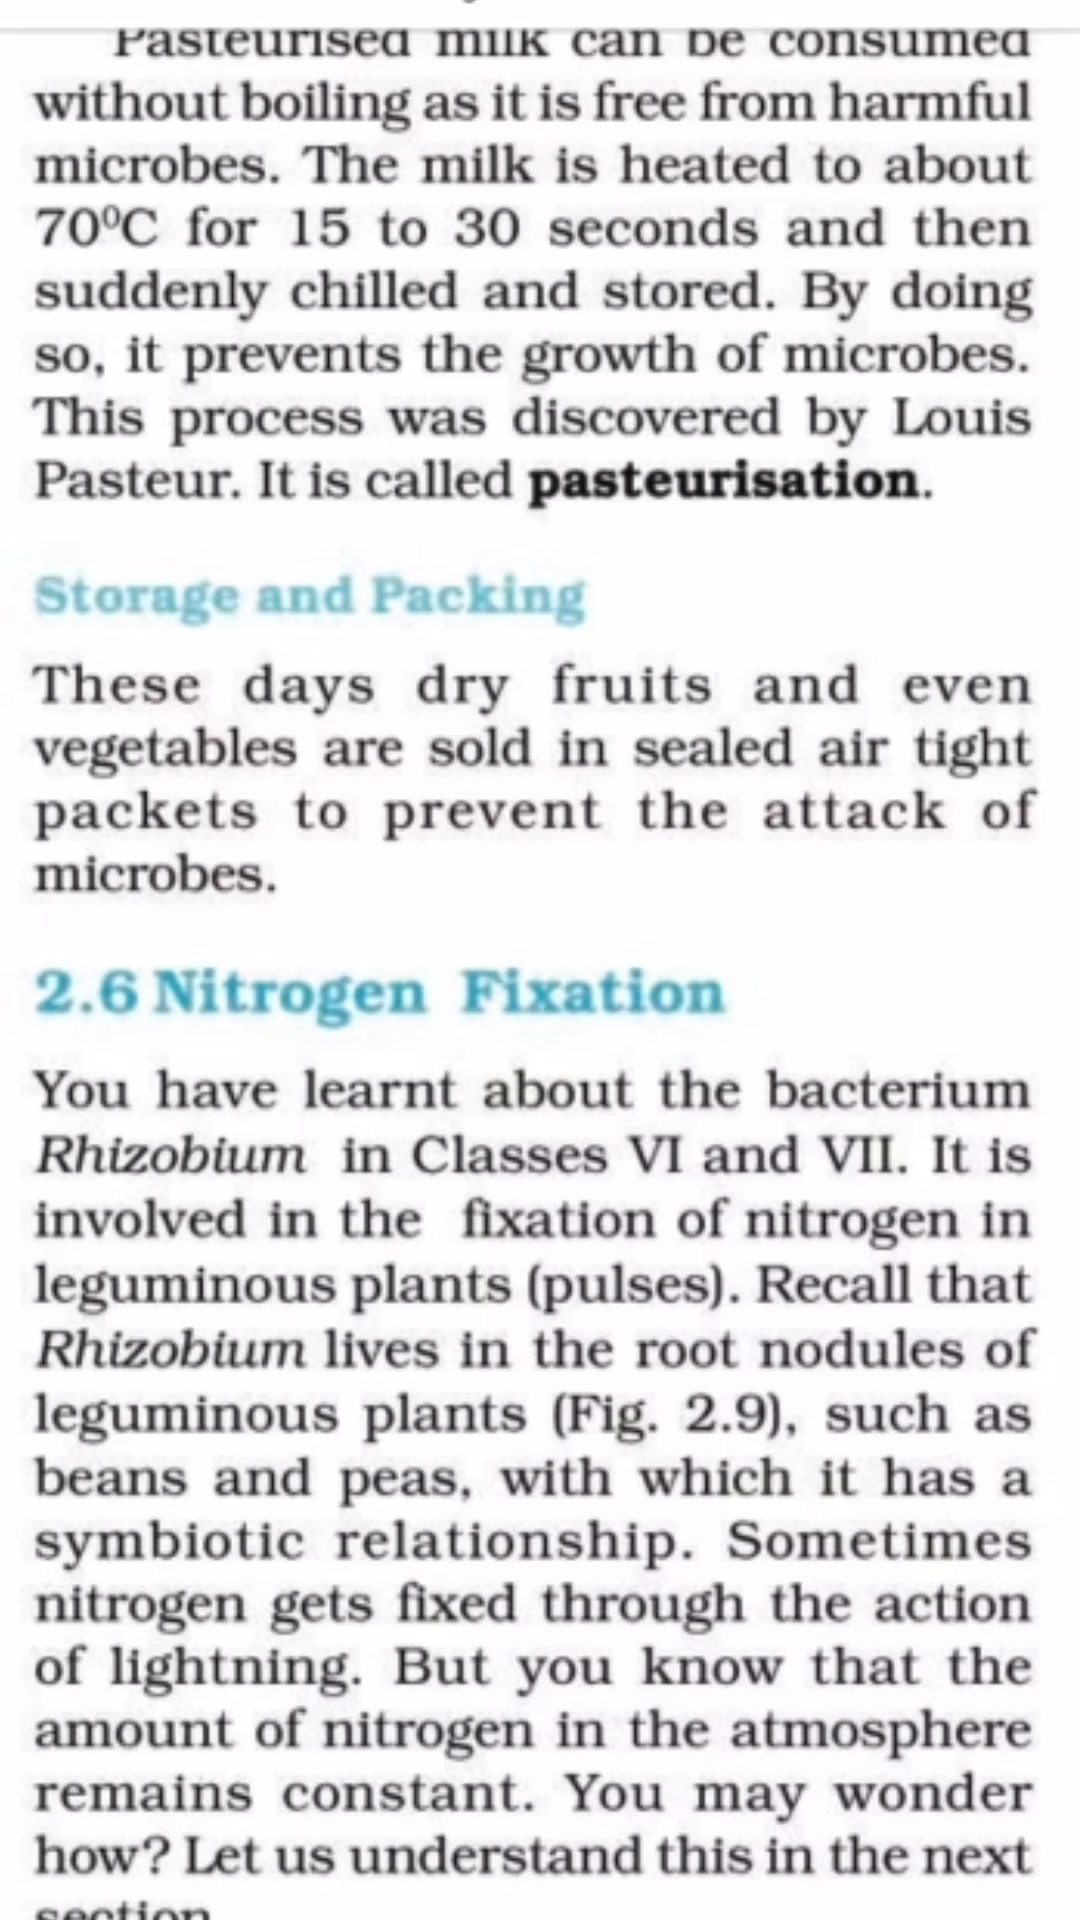 Pasteurised milk can be consumed
without boiling as it is free from harmful
microbes. The milk is heated to about
70⁰C for 15 to 30 seconds and then
suddenly chilled and stored. By doing
so, it prevents the growth of microbes.
This process was discovered by Louis
Pasteur. It is called pasteurisation.
Storage and Packing
These days dry fruits and even
vegetables are sold in sealed air tight
packets to prevent the attack of
microbes.
2.6 Nitrogen Fixation
You have learnt about the bacterium
Rhizobium in Classes VI and VII. It is
involved in the fixation of nitrogen in
leguminous plants (pulses). Recall that
Rhizobium lives in the root nodules of
leguminous plants (Fig. 2.9), such as
beans and peas, with which it has a
symbiotic relationship. Sometimes
nitrogen gets fixed through the action
of lightning. But you know that the
amount of nitrogen in the atmosphere
remains constant. You may wonder
how? Let us understand this in the next
section